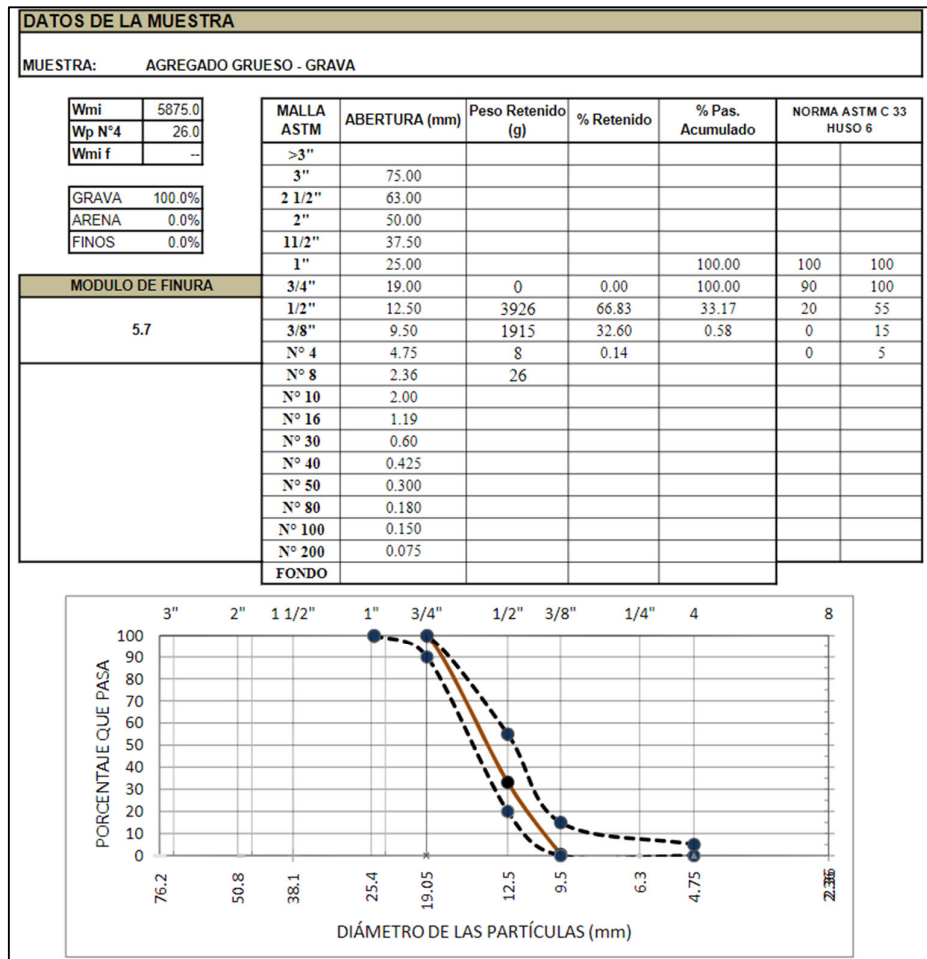 DATOS DE LA MUESTRA
MUESTRA: AGREGADO GRUESO - GRAVA
Wmi 5875.0
Wp N°4 26.0
Wmi f --
GRAVA 100.0%
ARENA 0.0%
FINOS 0.0%
MODULO DE FINURA
5.7
MALLA ASTM ABERTURA (mm) Peso Retenido (g) % Retenido % Pas. Acumulado NORMA ASTM C 33 HUSO 6
>3"
3" 75.00
2 1/2" 63.00
2" 50.00
11/2" 37.50
1" 25.00 100.00 100 100
3/4" 19.00 0 0.00 100.00 90 100
1/2" 12.50 3926 66.83 33.17 20 55
3/8" 9.50 1915 32.60 0.58 0 15
N° 4 4.75 8 0.14 0 5
N° 8 2.36 26
N° 10 2.00
N° 16 1.19
N° 30 0.60
N° 40 0.425
N° 50 0.300
N° 80 0.180
N° 100 0.150
N° 200 0.075
FONDO
3" 2" 1 1/2" 1" 3/4" 1/2" 3/8" 1/4" 4 8
100
90
80
70
60
50
40
30
20
10
0
PORCENTAJE QUE PASA
76.2 50.8 38.1 25.4 19.05 12.5 9.5 6.3 4.75
DIÁMETRO DE LAS PARTÍCULAS (mm)